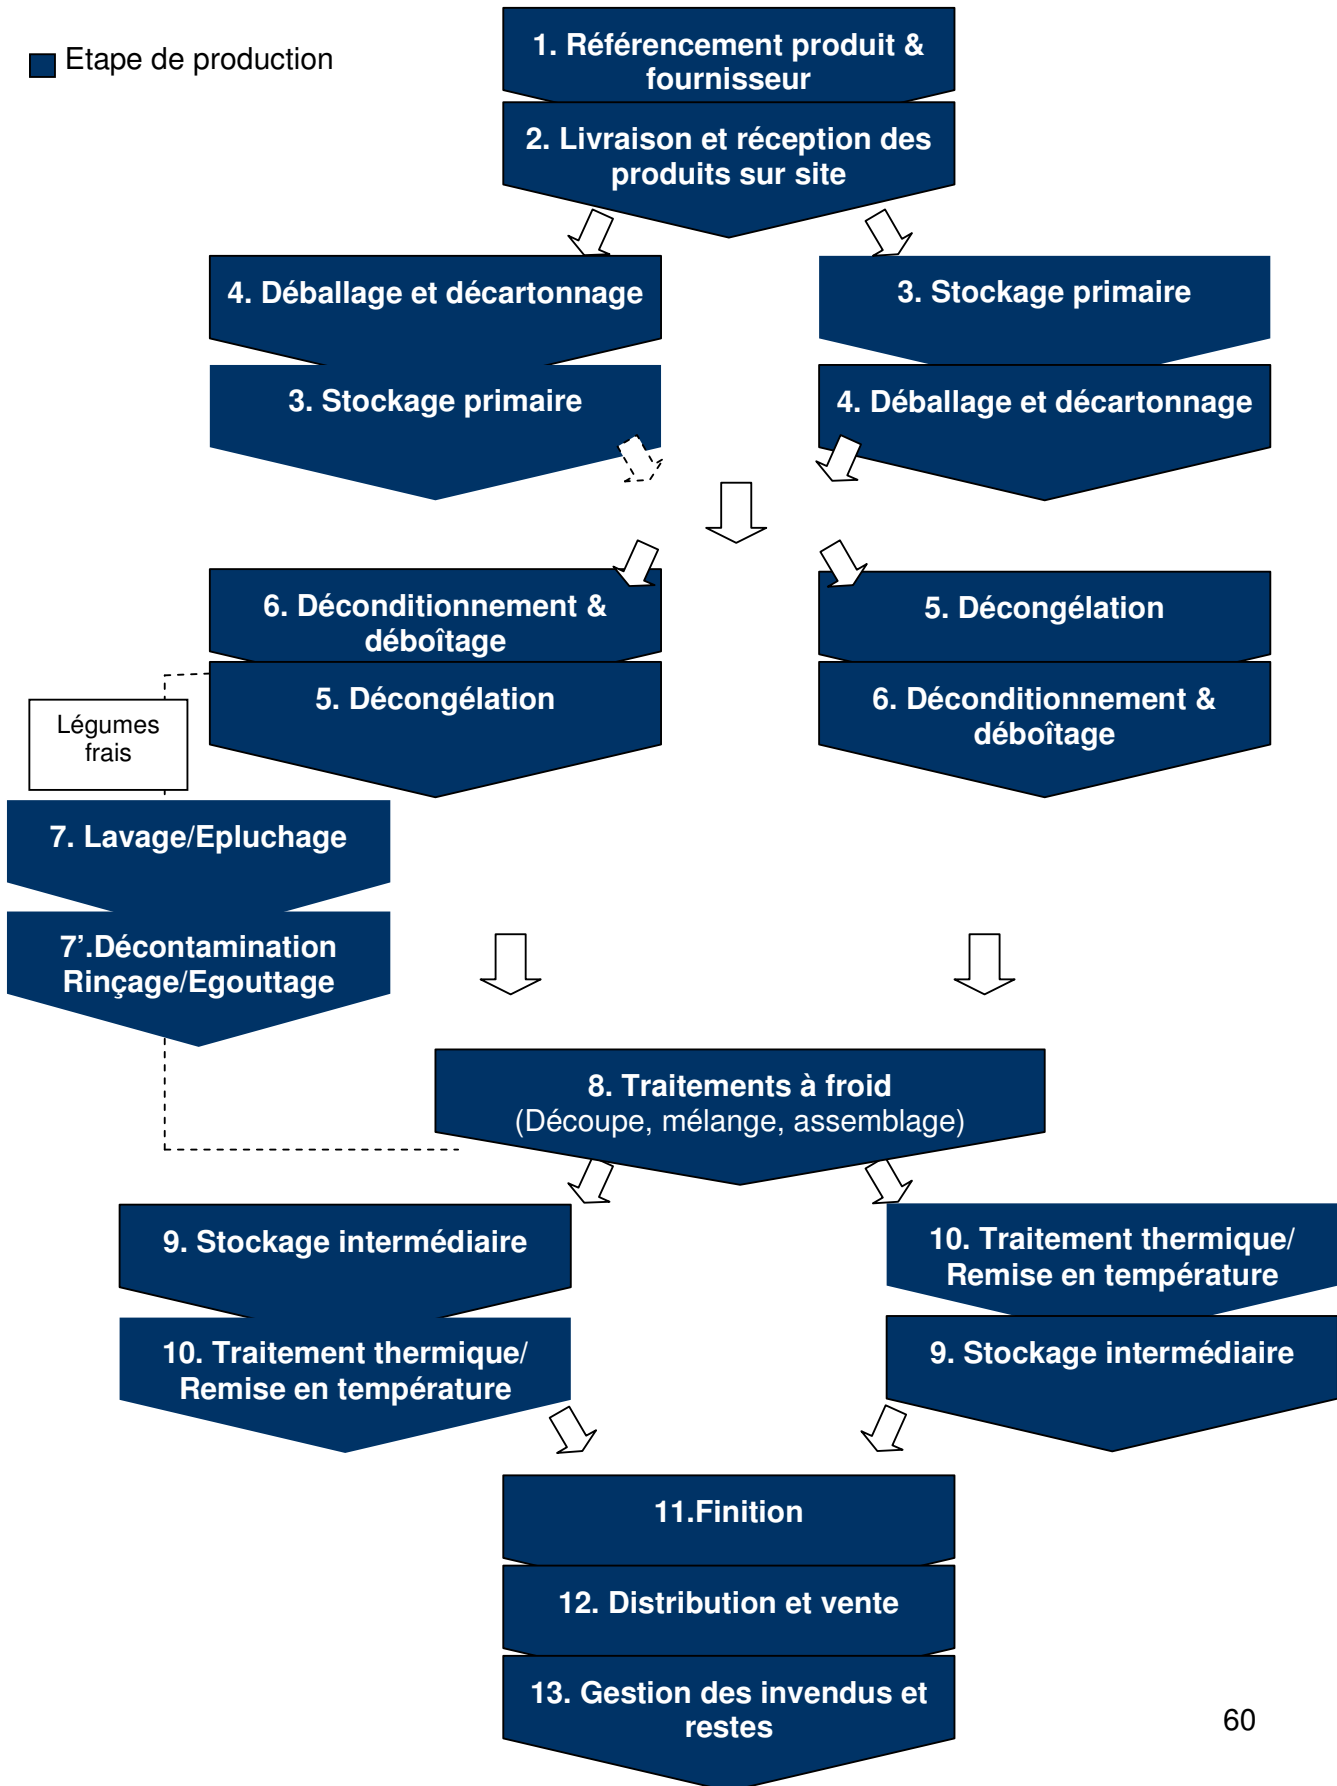 Etape de production
1. Référencement produit &
fournisseur
2. Livraison et réception des
produits sur site
4. Déballage et décartonnage
3. Stockage primaire
3. Stockage primaire
4. Déballage et décartonnage
6. Déconditionnement &
déboîtage
5. Décongélation
5. Décongélation
6. Déconditionnement &
déboîtage
Légumes
frais
7. Lavage/Epluchage
7’.Décontamination
Rinçage/Egouttage
8. Traitements à froid
(Découpe, mélange, assemblage)
9. Stockage intermédiaire
10. Traitement thermique/
Remise en température
10. Traitement thermique/
Remise en température
9. Stockage intermédiaire
11.Finition
12. Distribution et vente
13. Gestion des invendus et
restes
60